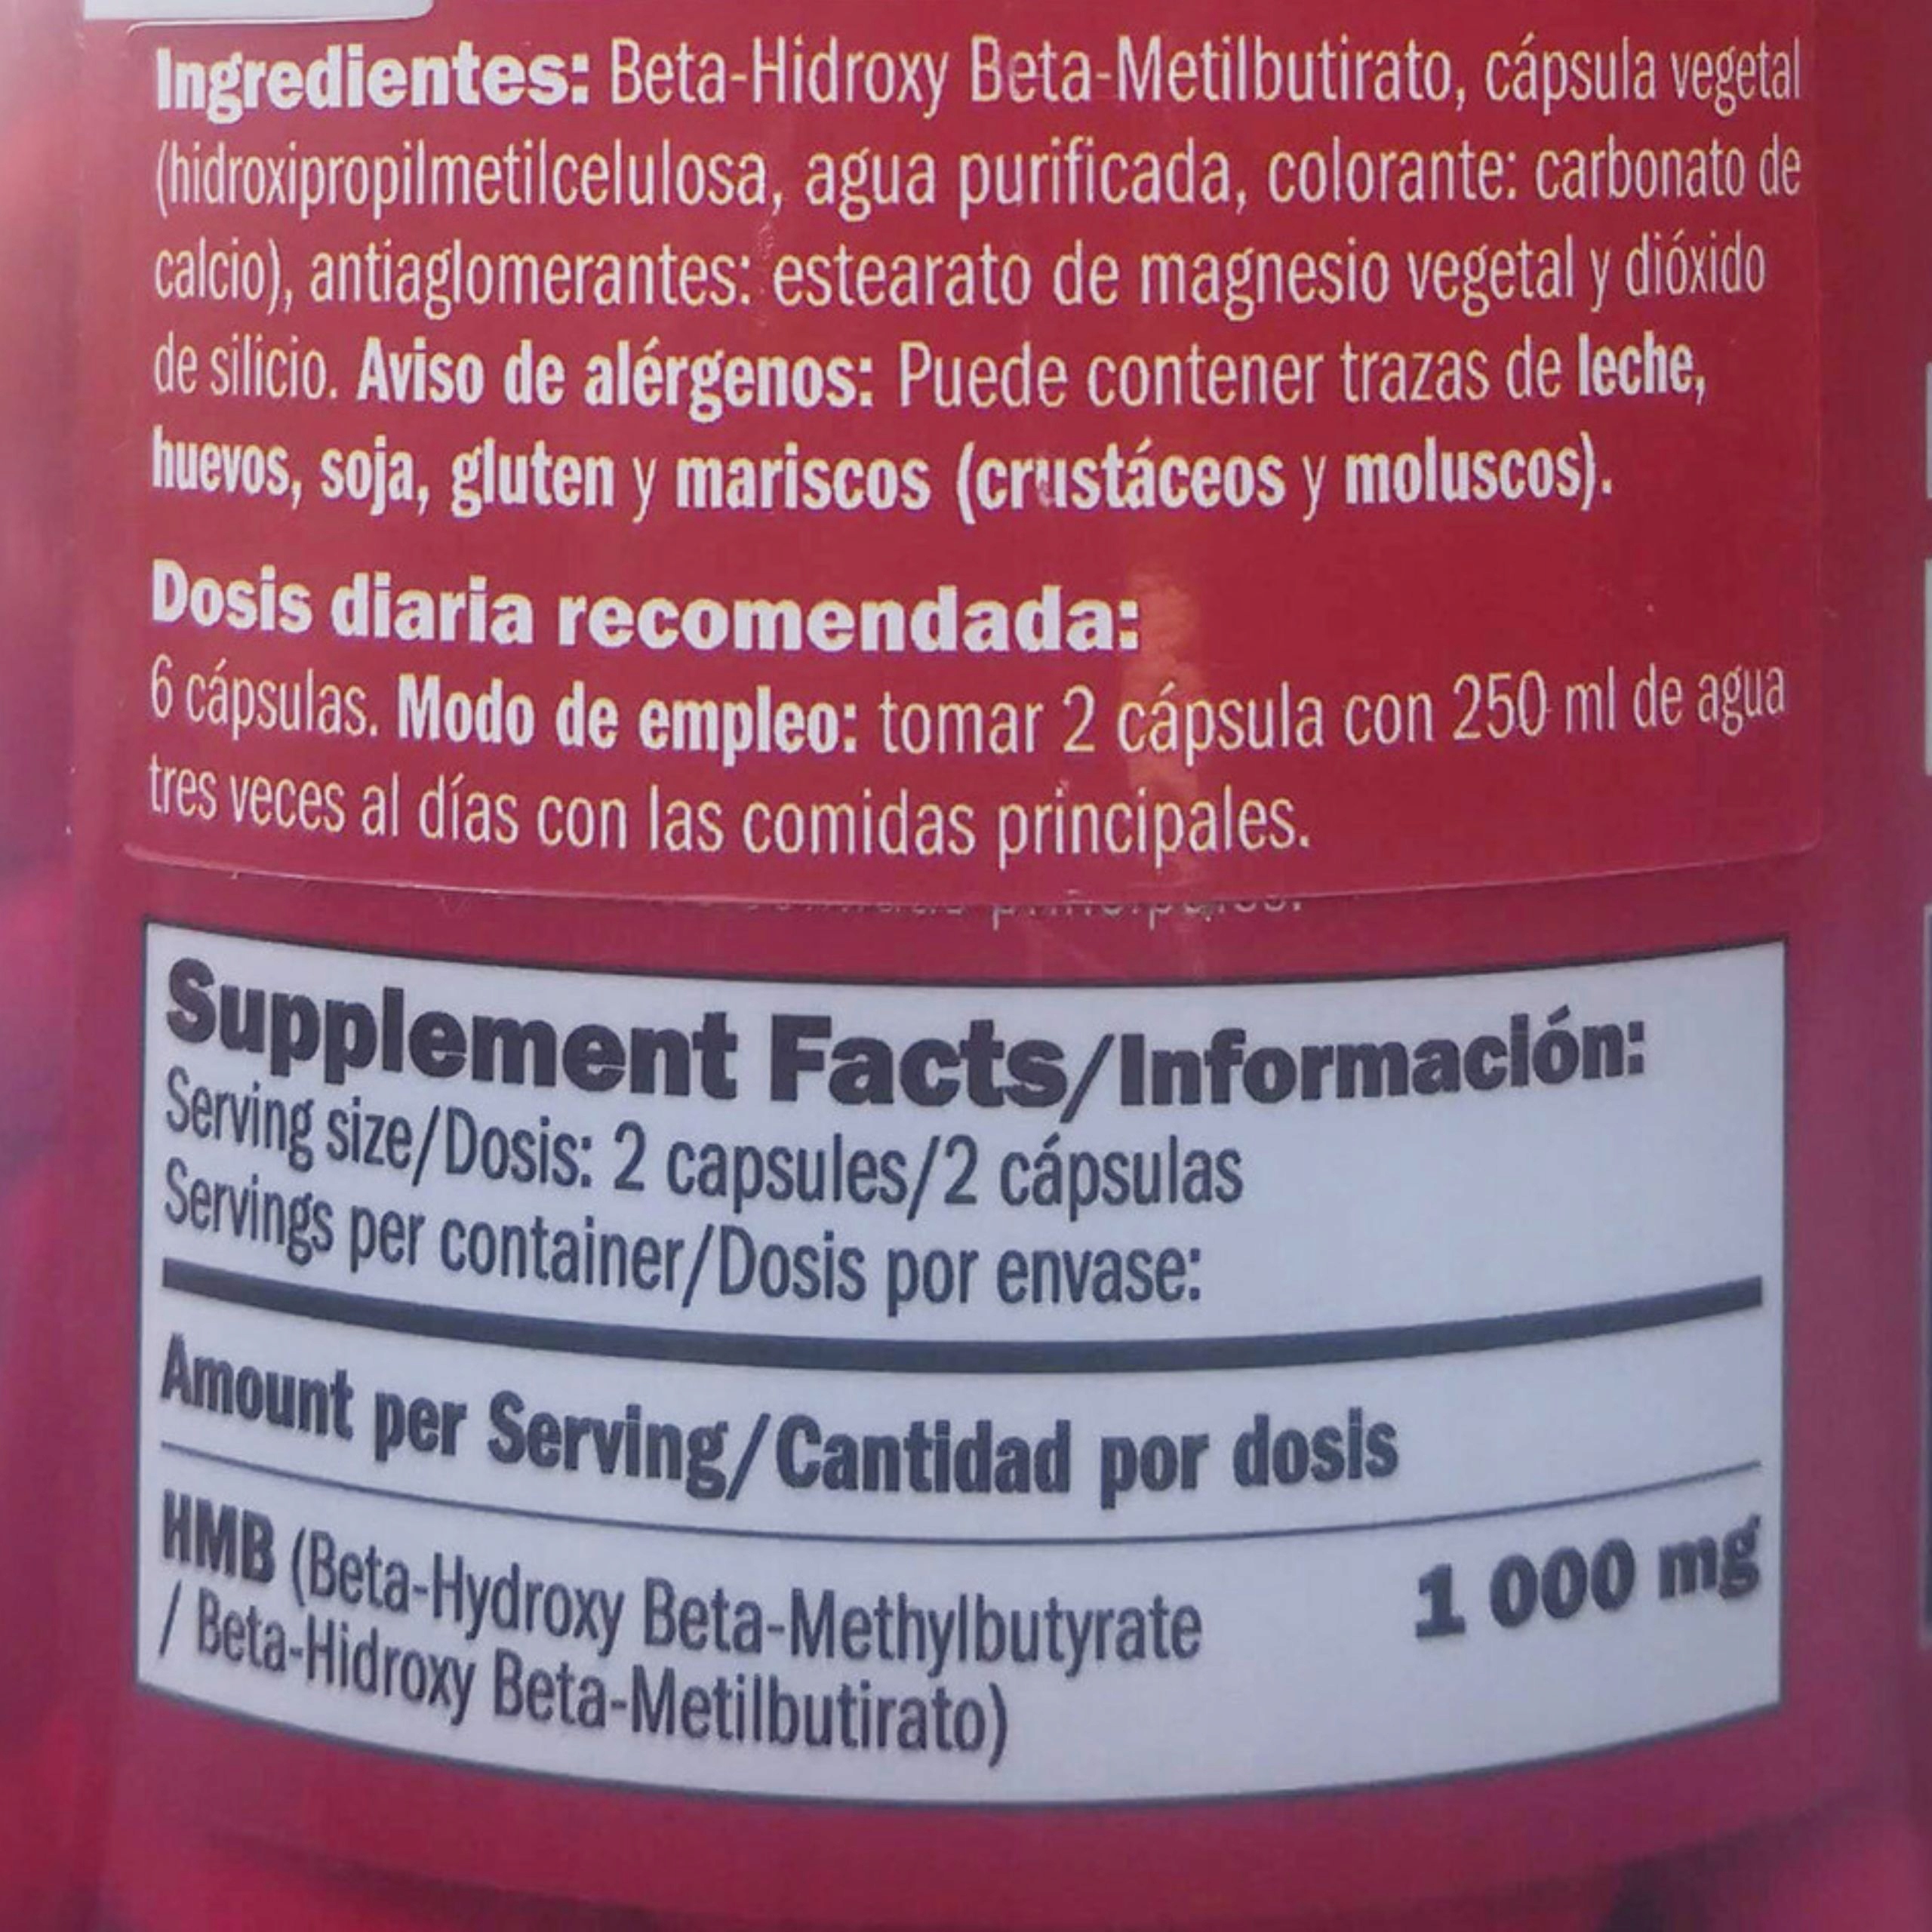 Ingredientes: Beta-Hidroxy Beta-Metilbutirato, cápsula vegetal
(hidroxipropilmetilcelulosa, agua purificada, colorante: carbonato de
calcio), antiaglomerantes: estearato de magnesio vegetal y dióxido
de silicio. Aviso de alérgenos: Puede contener trazas de leche,
huevos, soja, gluten y mariscos (crustáceos y moluscos).
Dosis diaria recomendada:
6 cápsulas. Modo de empleo: tomar 2 cápsula con 250 ml de agua
tres veces al días con las comidas principales.
Supplement Facts/Información:
Serving size/Dosis: 2 capsules/2 cápsulas
Servings per container/Dosis por envase:
Amount per Serving/Cantidad por dosis
HMB (Beta-Hydroxy Beta-Methylbutyrate 1 000 mg
/ Beta-Hidroxy Beta-Metilbutirato)